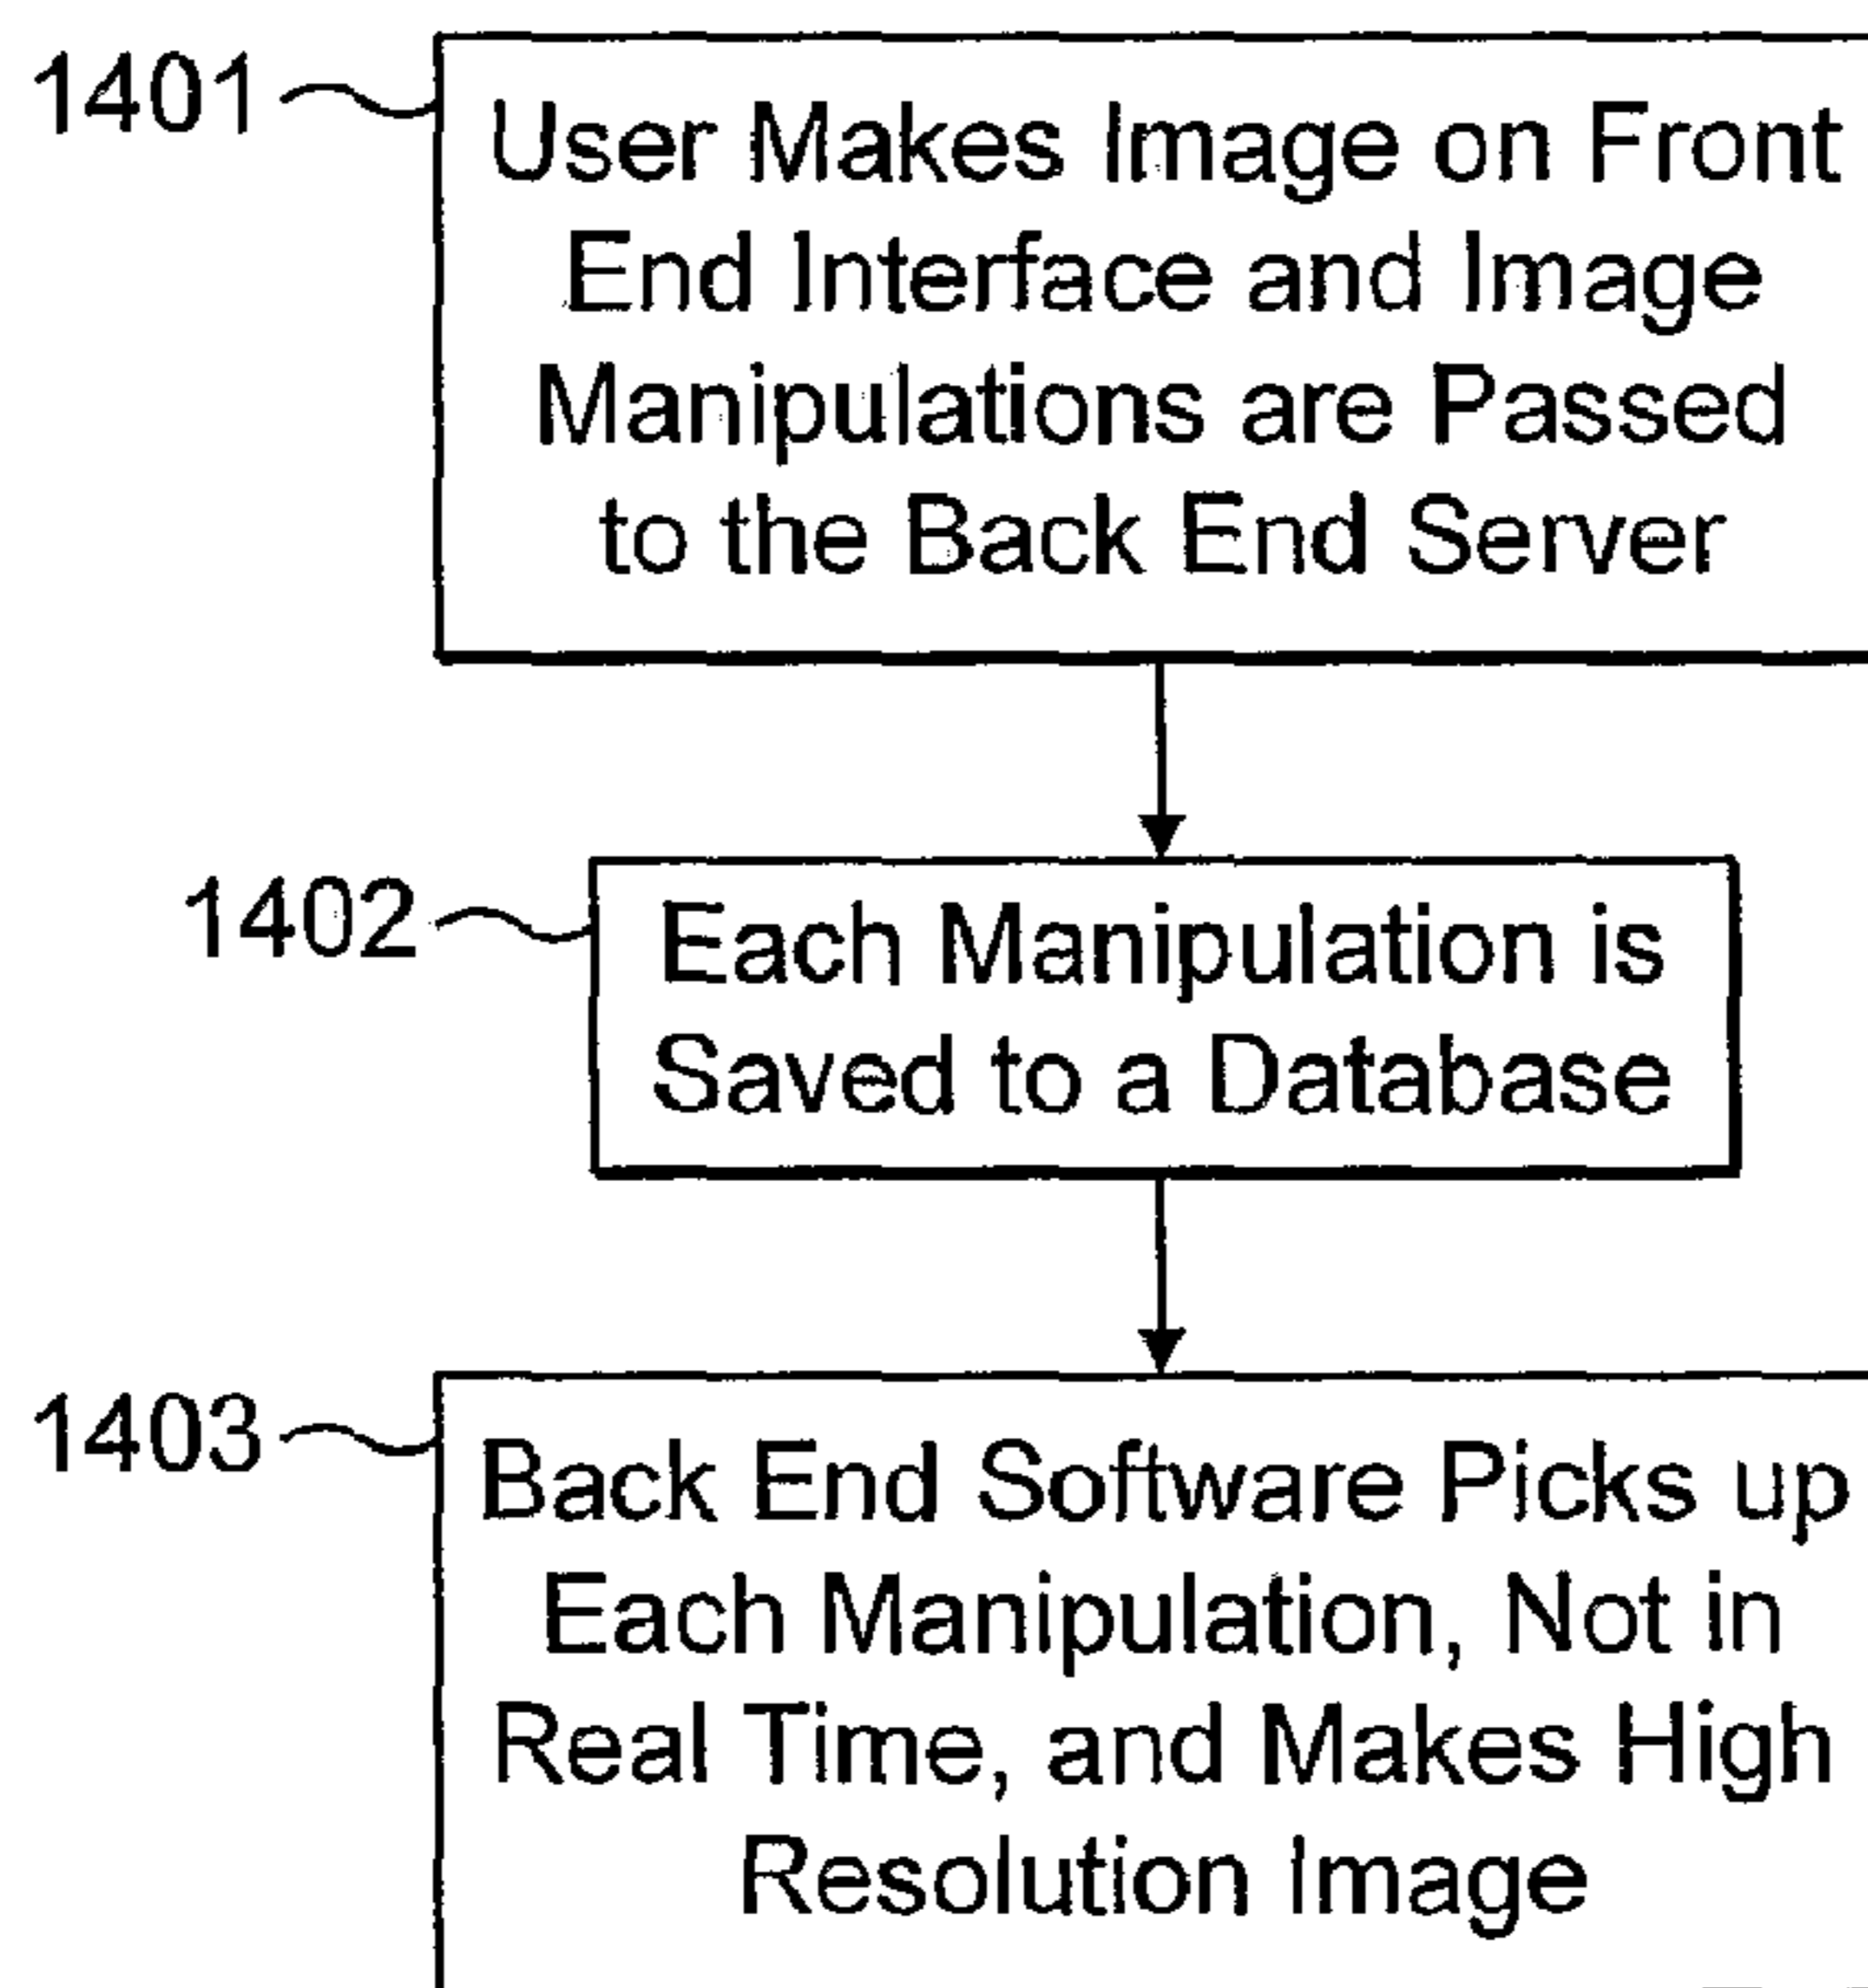 1401
User Makes Image on Front
End Interface and Image
Manipulations are Passed
to the Back End Server
1402
Each Manipulation is
Saved to a Database
1403
Back End Software Picks up
Each Manipulation, Not in
Real Time, and Makes High
Resolution Image